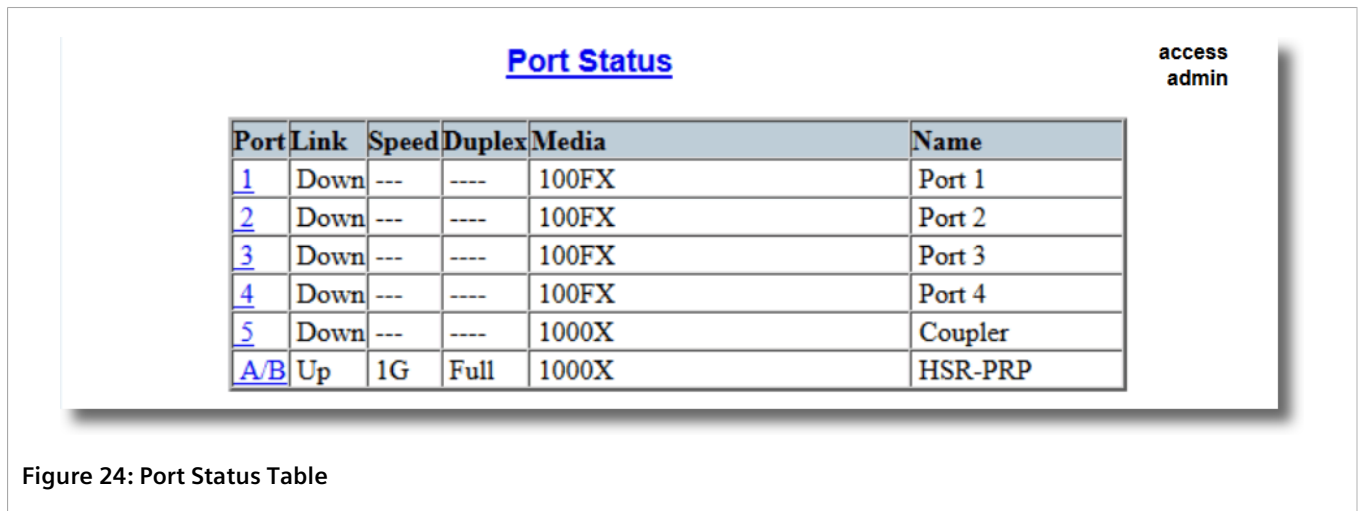 Port Status
access
admin
Port Link Speed Duplex Media Name
1 Down --- ---- 100FX Port 1
2 Down --- ---- 100FX Port 2
3 Down --- ---- 100FX Port 3
4 Down --- ---- 100FX Port 4
5 Down --- ---- 1000X Coupler
A/B Up 1G Full 1000X HSR-PRP
Figure 24: Port Status Table